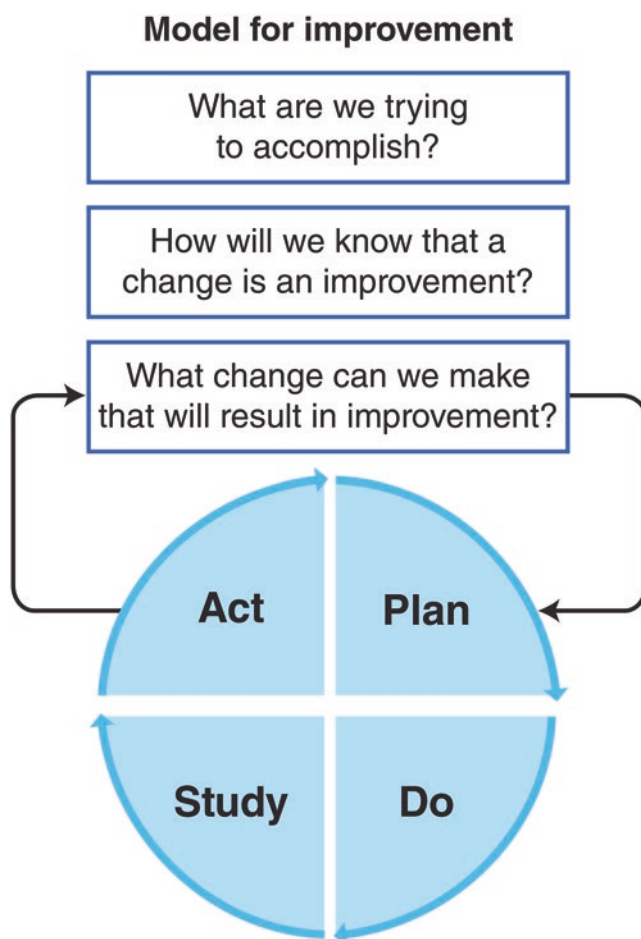 Model for improvement
What are we trying
to accomplish?
How will we know that a
change is an improvement?
What change can we make
that will result in improvement?
Act
Plan
Study
Do